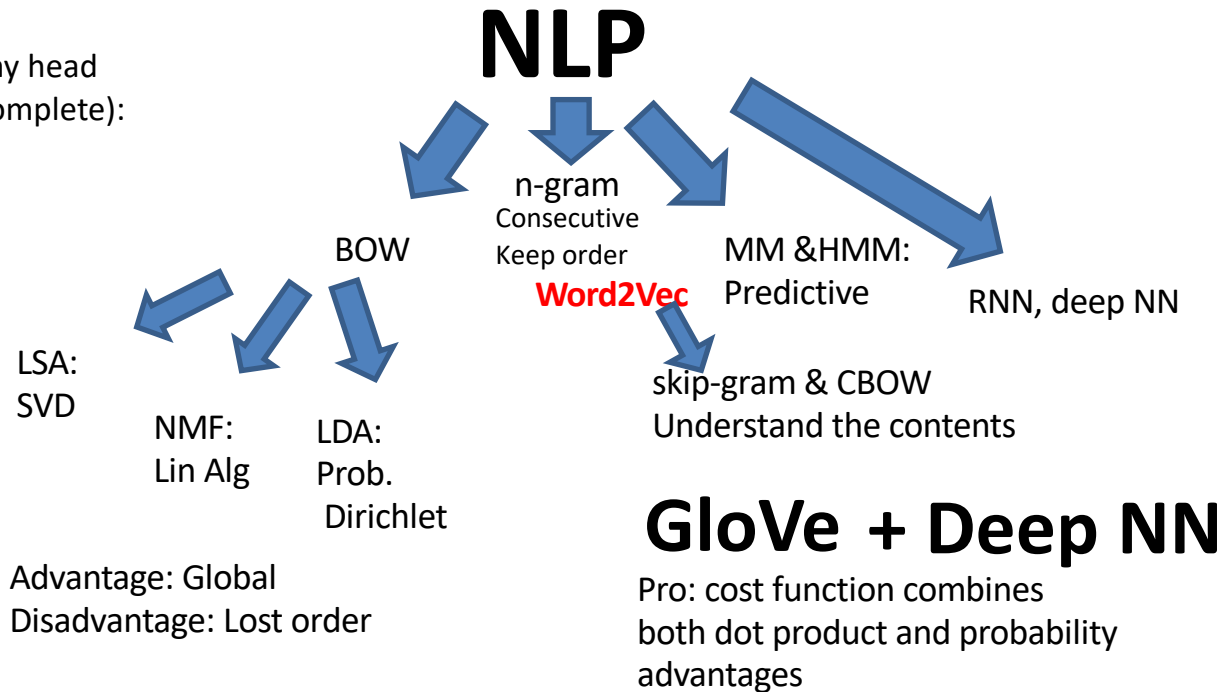 NLP
ny head
omplete):
n-gram
Consecutive
Keep order
Word2Vec
BOW
MM &HMM:
Predictive
RNN, deep NN
LSA:
SVD
NMF:
Lin Alg
LDA:
Prob.
Dirichlet
skip-gram & CBOW
Understand the contents
Advantage: Global
Disadvantage: Lost order
GloVe + Deep NN
Pro: cost function combines
both dot product and probability
advantages